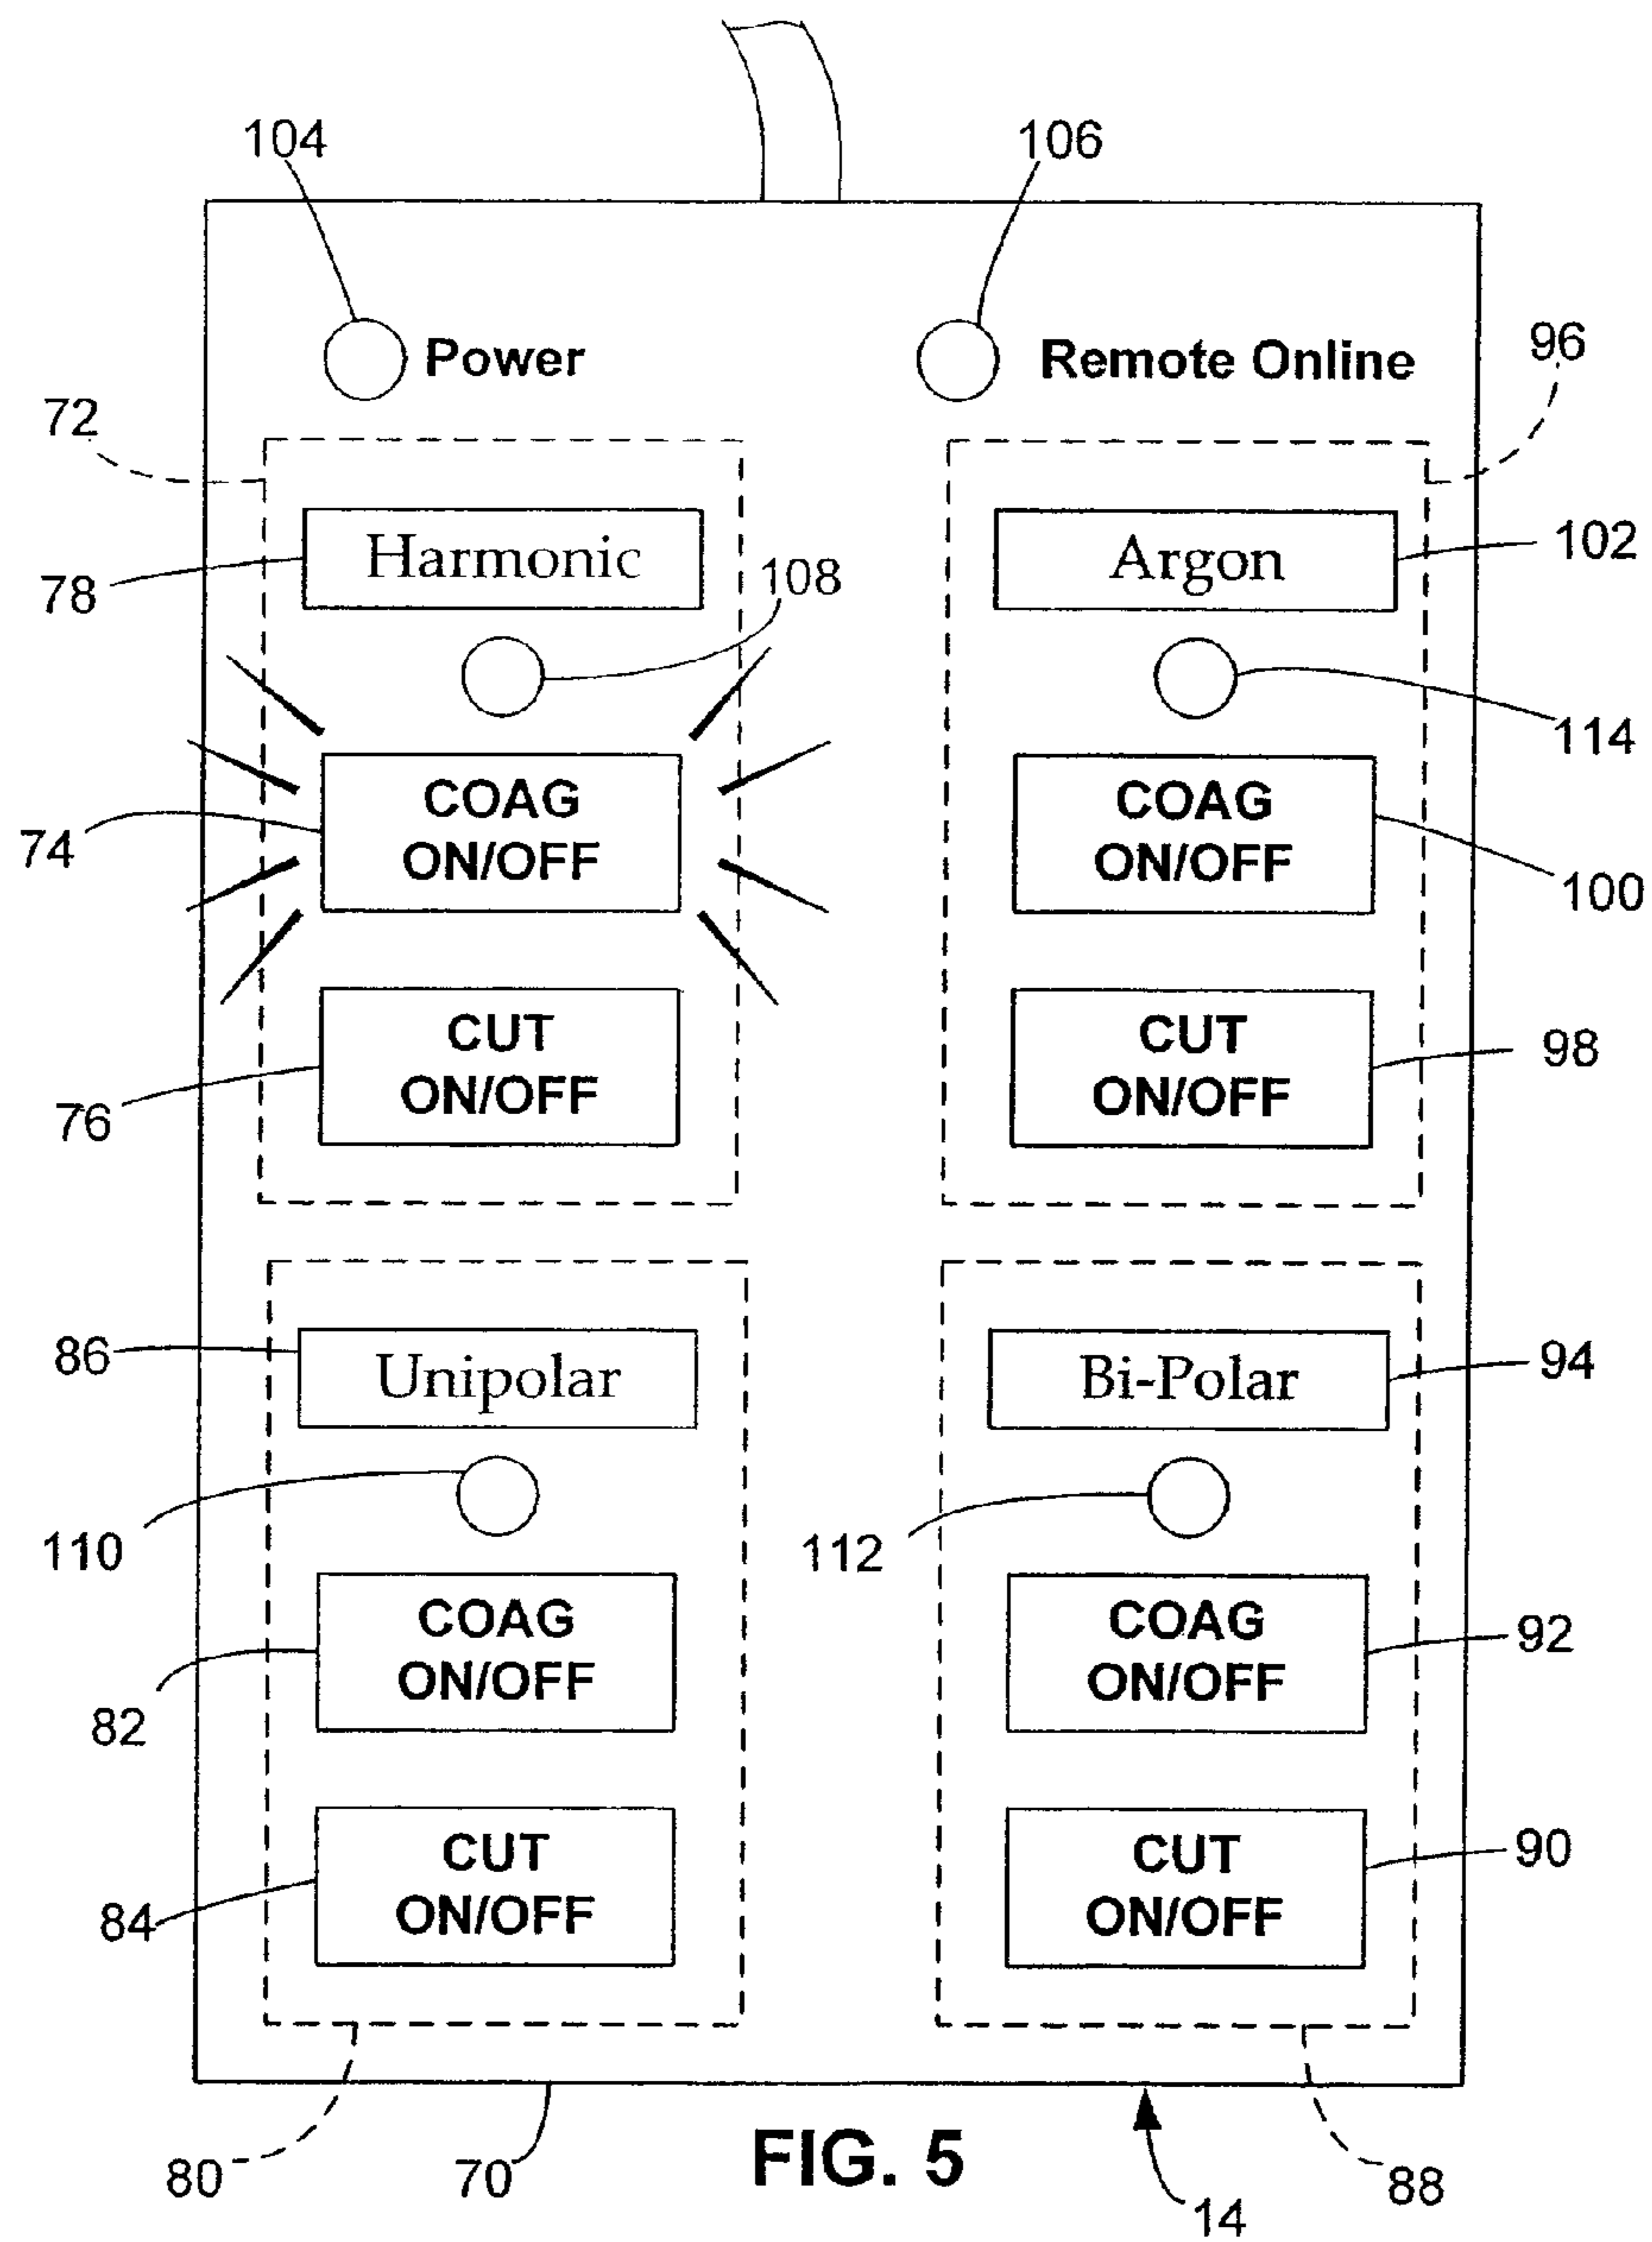 104
106
Power
Remote Online
96
72
Harmonic
Argon
102
78
108
114
COAG
ON/OFF
COAG
ON/OFF
74
100
CUT
ON/OFF
CUT
ON/OFF
98
76
86
Unipolar
Bi-Polar
94
110
112
COAG
ON/OFF
COAG
ON/OFF
92
82
CUT
ON/OFF
CUT
ON/OFF
90
84
80
70
FIG. 5
14
88